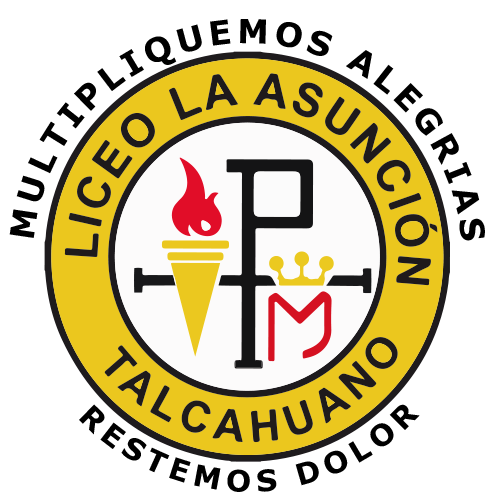 MULTIPLIQUEMOS ALEGRIAS
LICEO LA ASUNCIÓN
M
TALCAHUANO
RESTEMOS DOLOR